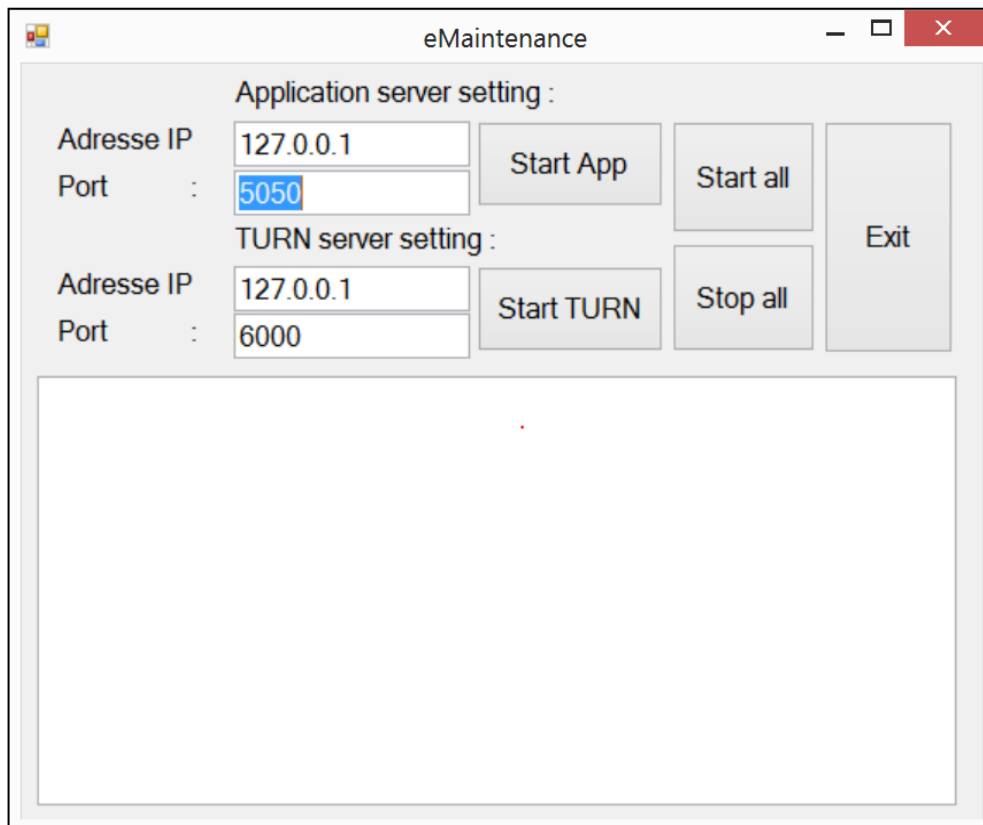 eMaintenance
Application server setting :
Adresse IP 127.0.0.1
Port : 5050
Start App
Start all
Exit
TURN server setting :
Adresse IP 127.0.0.1
Port : 6000
Start TURN
Stop all